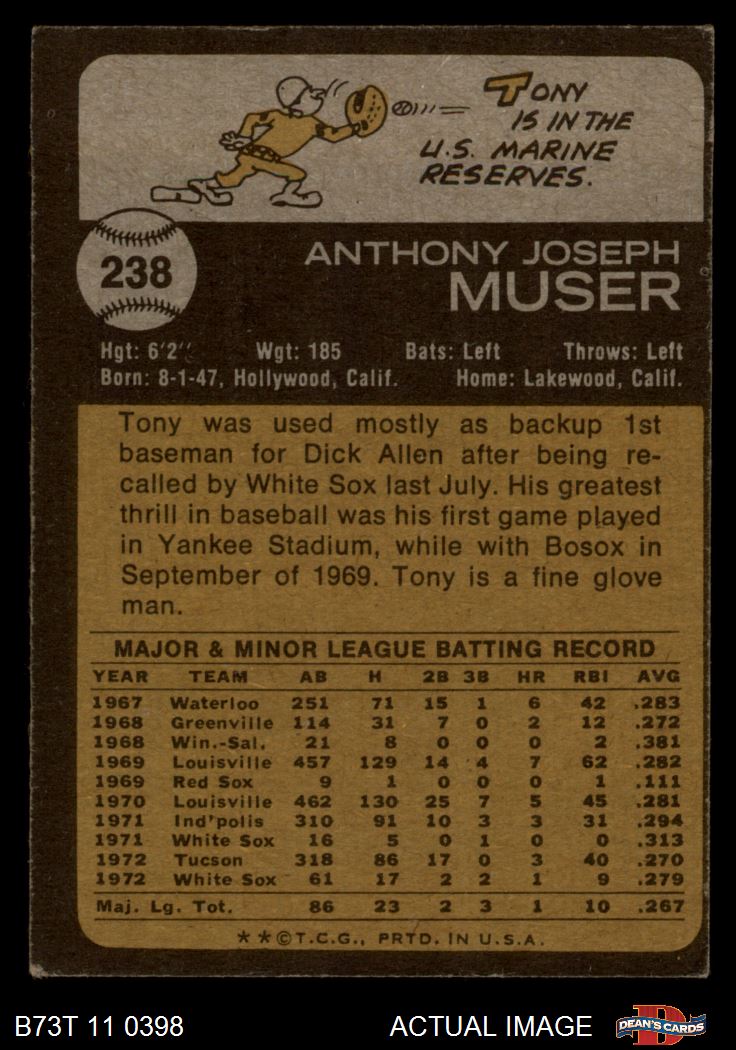 TONY
IS IN THE
U.S. MARINE
RESERVES.
238
ANTHONY JOSEPH
MUSER
Hgt: 6'2" Wgt: 185 Bats: Left Throws: Left
Born: 8-1-47, Hollywood, Calif. Home: Lakewood, Calif.
Tony was used mostly as backup 1st
baseman for Dick Allen after being re-
called by White Sox last July. His greatest
thrill in baseball was his first game played
in Yankee Stadium, while with Bosox in
September of 1969. Tony is a fine glove
man.
MAJOR & MINOR LEAGUE BATTING RECORD
YEAR TEAM AB H 2B 3B HR RBI AVG
1967 Waterloo 251 71 15 1 6 42 .283
1968 Greenville 114 31 7 0 2 12 .272
1968 Win.-Sal. 21 8 0 0 0 2 .381
1969 Louisville 457 129 14 4 7 62 .282
1969 Red Sox 9 1 0 0 0 1 .111
1970 Louisville 462 130 25 7 5 45 .281
1971 Ind'polis 310 91 10 3 3 31 .294
1971 White Sox 16 5 0 1 0 0 .313
1972 Tucson 318 86 17 0 3 40 .270
1972 White Sox 61 17 2 2 1 9 .279
Maj. Lg. Tot. 86 23 2 3 1 10 .267
**©T.C.G., PRTD. IN U.S.A.
B73T 11 0398 ACTUAL IMAGE D DEAN'S CARDS